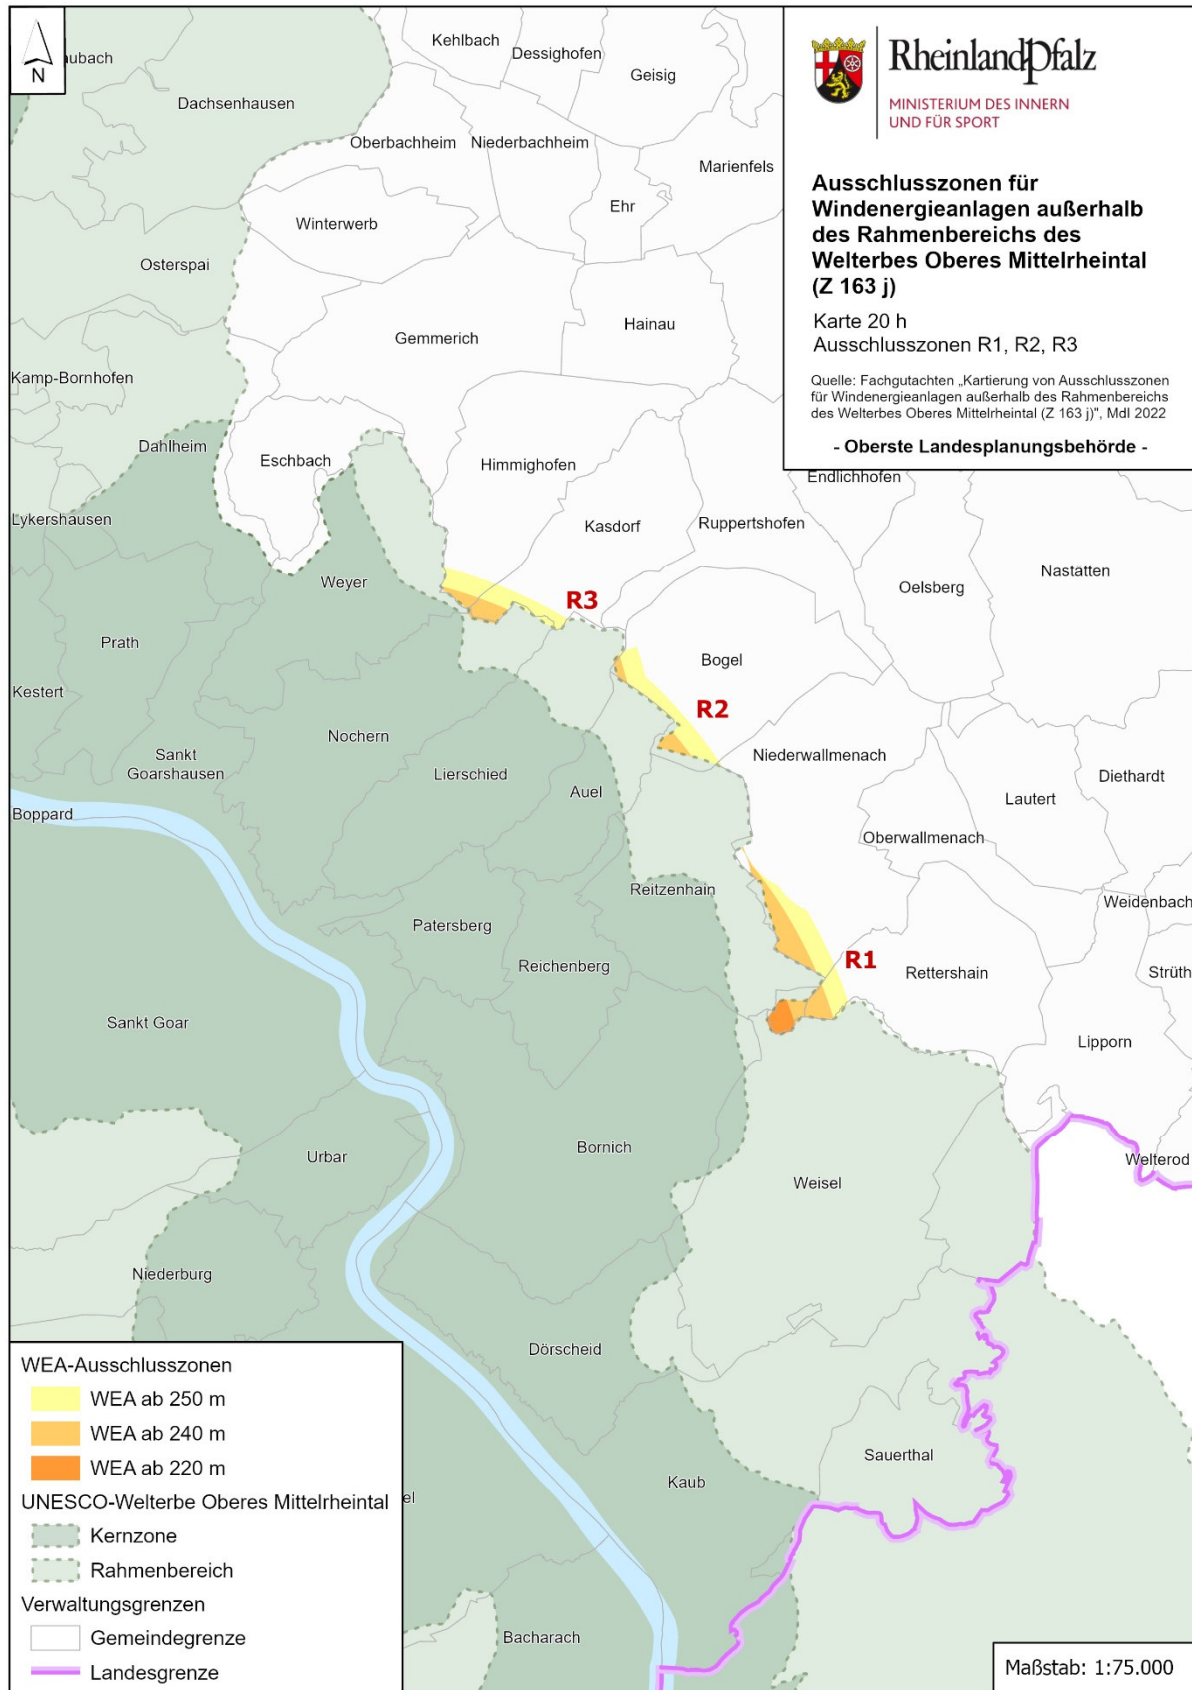 N
aubach
Kehlbach
Dessighofen
Geisig
Dachsenhausen
Oberbachheim
Niederbachheim
Marienfels
Ehr
Winterwerb
Osterspai
Gemmerich
Hainau
Kamp-Bornhofen
Dahlheim
Eschbach
Himmighofen
Endlichhofen
Lykershausen
Kasdorf
Ruppertshofen
Nastatten
Weyer
Oelsberg
R3
Prath
Bogel
Kestert
R2
Nochern
Sankt
Goarshausen
Lierschied
Niederwallmenach
Diethardt
Auel
Lautert
Boppard
Oberwallmenach
Reitzenhain
Weidenbach
Patersberg
R1
Reichenberg
Rettershain
Strüth
Sankt Goar
Lipporn
Bornich
Urbar
Welterod
Weisel
Niederburg
Dörscheid
Sauerthal
Kaub
el
Bacharach
RheinlandPfalz
MINISTERIUM DES INNERN
UND FÜR SPORT
Ausschlusszonen für
Windenergieanlagen außerhalb
des Rahmenbereichs des
Welterbes Oberes Mittelrheintal
(Z 163 j)
Karte 20 h
Ausschlusszonen R1, R2, R3
Quelle: Fachgutachten „Kartierung von Ausschlusszonen
für Windenergieanlagen außerhalb des Rahmenbereichs
des Welterbes Oberes Mittelrheintal (Z 163 j)", MdI 2022
- Oberste Landesplanungsbehörde -
WEA-Ausschlusszonen
WEA ab 250 m
WEA ab 240 m
WEA ab 220 m
UNESCO-Welterbe Oberes Mittelrheintal
Kernzone
Rahmenbereich
Verwaltungsgrenzen
Gemeindegrenze
Landesgrenze
Maßstab: 1:75.000